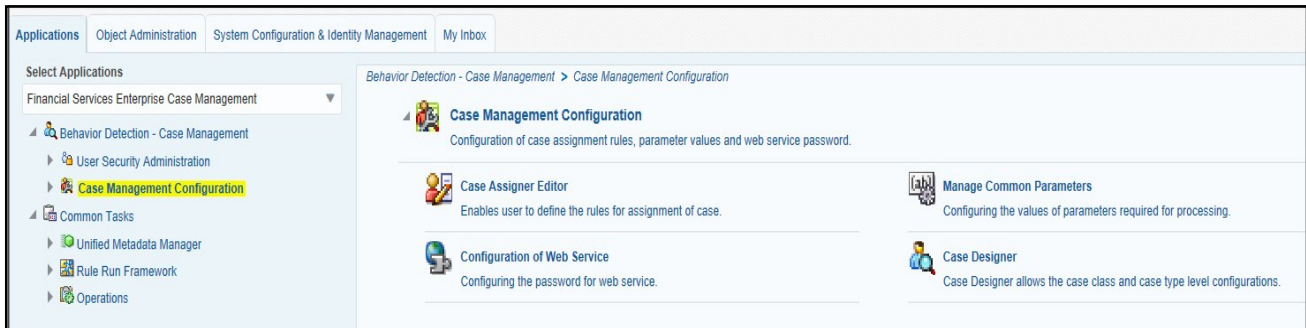 Applications
Object Administration
System Configuration & Identity Management
My Inbox
Select Applications
Financial Services Enterprise Case Management
Behavior Detection - Case Management
User Security Administration
Case Management Configuration
Common Tasks
Unified Metadata Manager
Rule Run Framework
Operations
Behavior Detection - Case Management > Case Management Configuration
Case Management Configuration
Configuration of case assignment rules, parameter values and web service password.
Case Assigner Editor
Enables user to define the rules for assignment of case.
Manage Common Parameters
Configuring the values of parameters required for processing.
Configuration of Web Service
Configuring the password for web service.
Case Designer
Case Designer allows the case class and case type level configurations.